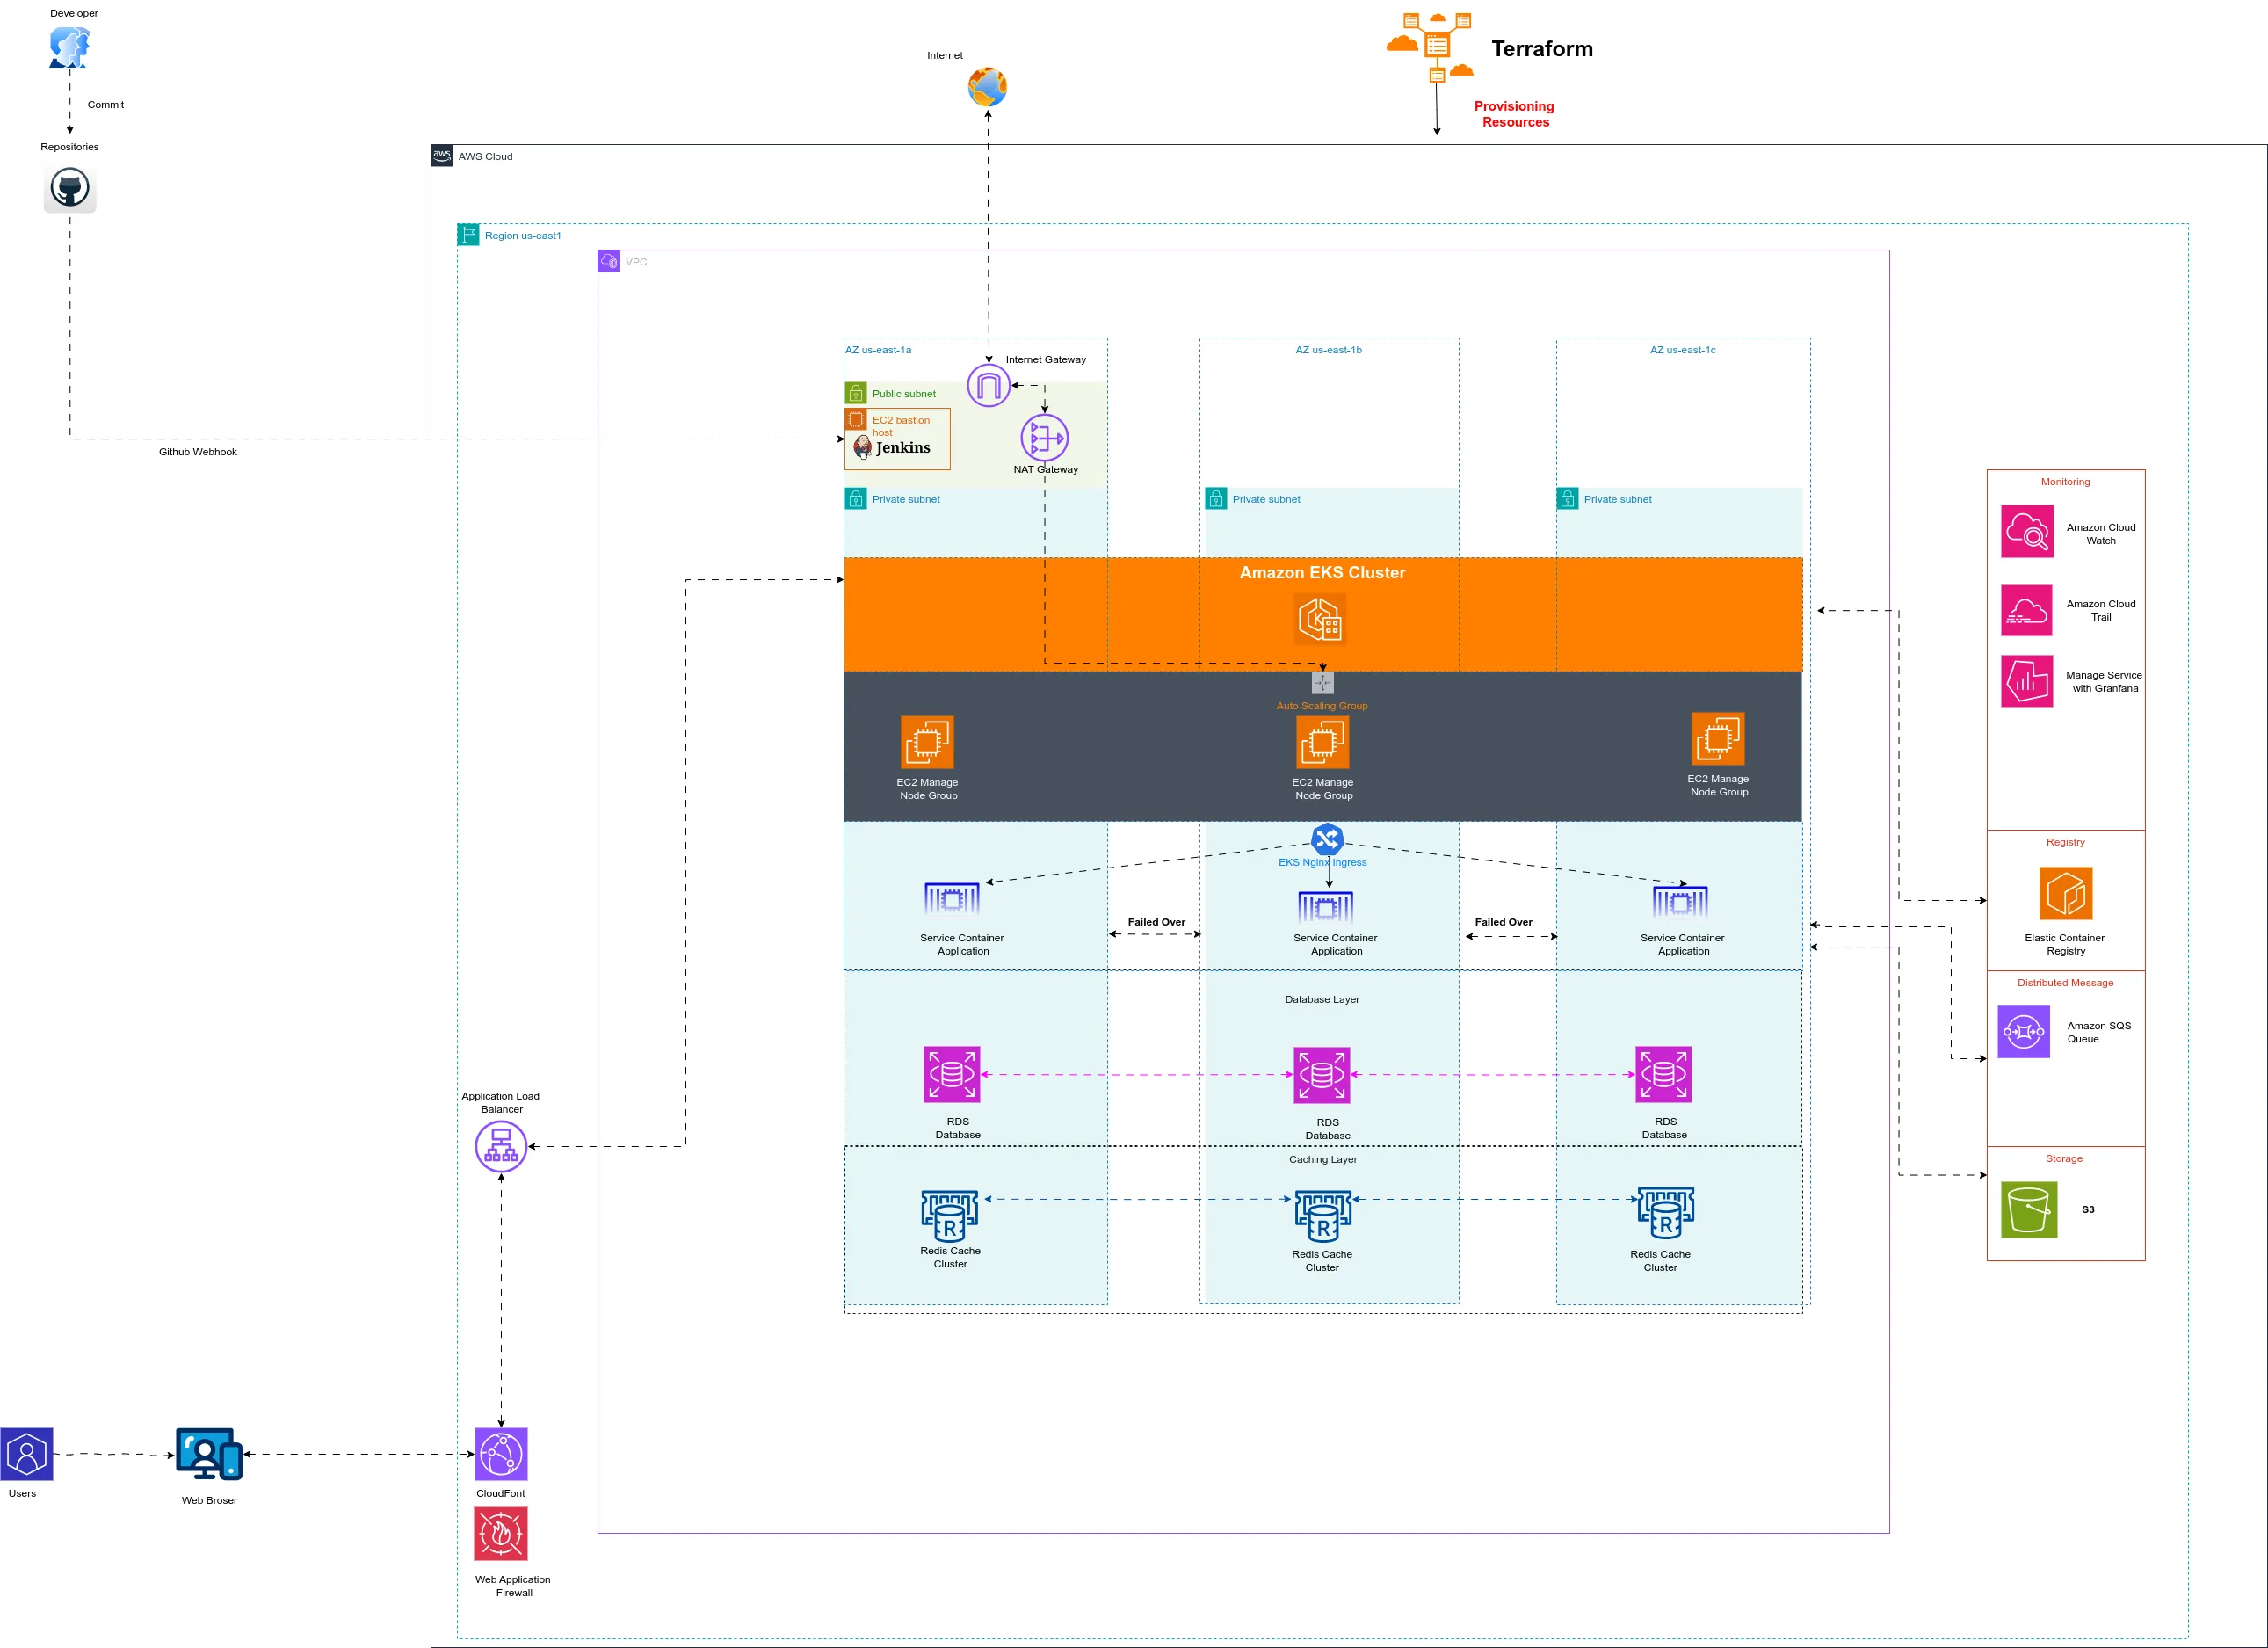 Developer
Commit
Repositories
Github Webhook
Internet
Terraform
Provisioning
Resources
aws
AWS Cloud
Region us-east1
VPC
AZ us-east-1a
AZ us-east-1b
AZ us-east-1c
Internet Gateway
Public subnet
EC2 bastion
host
Jenkins
NAT Gateway
Private subnet
Private subnet
Private subnet
Amazon EKS Cluster
K
Auto Scaling Group
EC2 Manage
Node Group
EC2 Manage
Node Group
EC2 Manage
Node Group
EKS Nginx Ingress
Service Container
Application
Failed Over
Service Container
Application
Failed Over
Service Container
Application
Database Layer
RDS
Database
RDS
Database
RDS
Database
Caching Layer
R
Redis Cache
Cluster
R
Redis Cache
Cluster
R
Redis Cache
Cluster
Monitoring
Amazon Cloud
Watch
Amazon Cloud
Trail
Manage Service
with Granfana
Registry
Elastic Container
Registry
Distributed Message
Amazon SQS
Queue
Storage
S3
Application Load
Balancer
Users
Web Broser
CloudFont
Web Application
Firewall